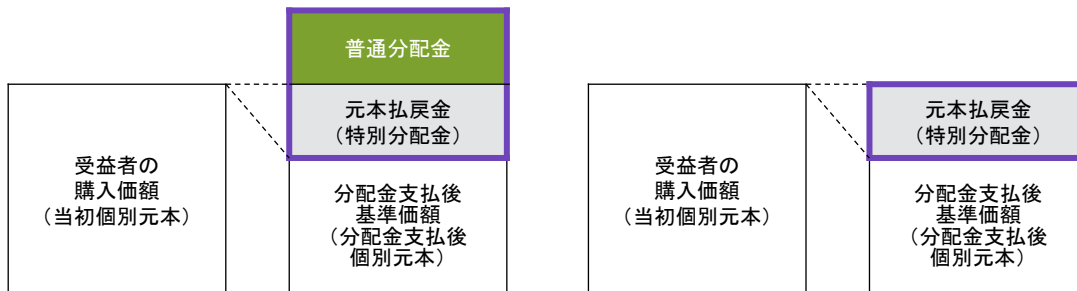 普通分配金
元本払戻金
（特別分配金）
受益者の
購入価額
（当初個別元本）
分配金支払後
基準価額
（分配金支払後
個別元本）
元本払戻金
（特別分配金）
受益者の
購入価額
（当初個別元本）
分配金支払後
基準価額
（分配金支払後
個別元本）